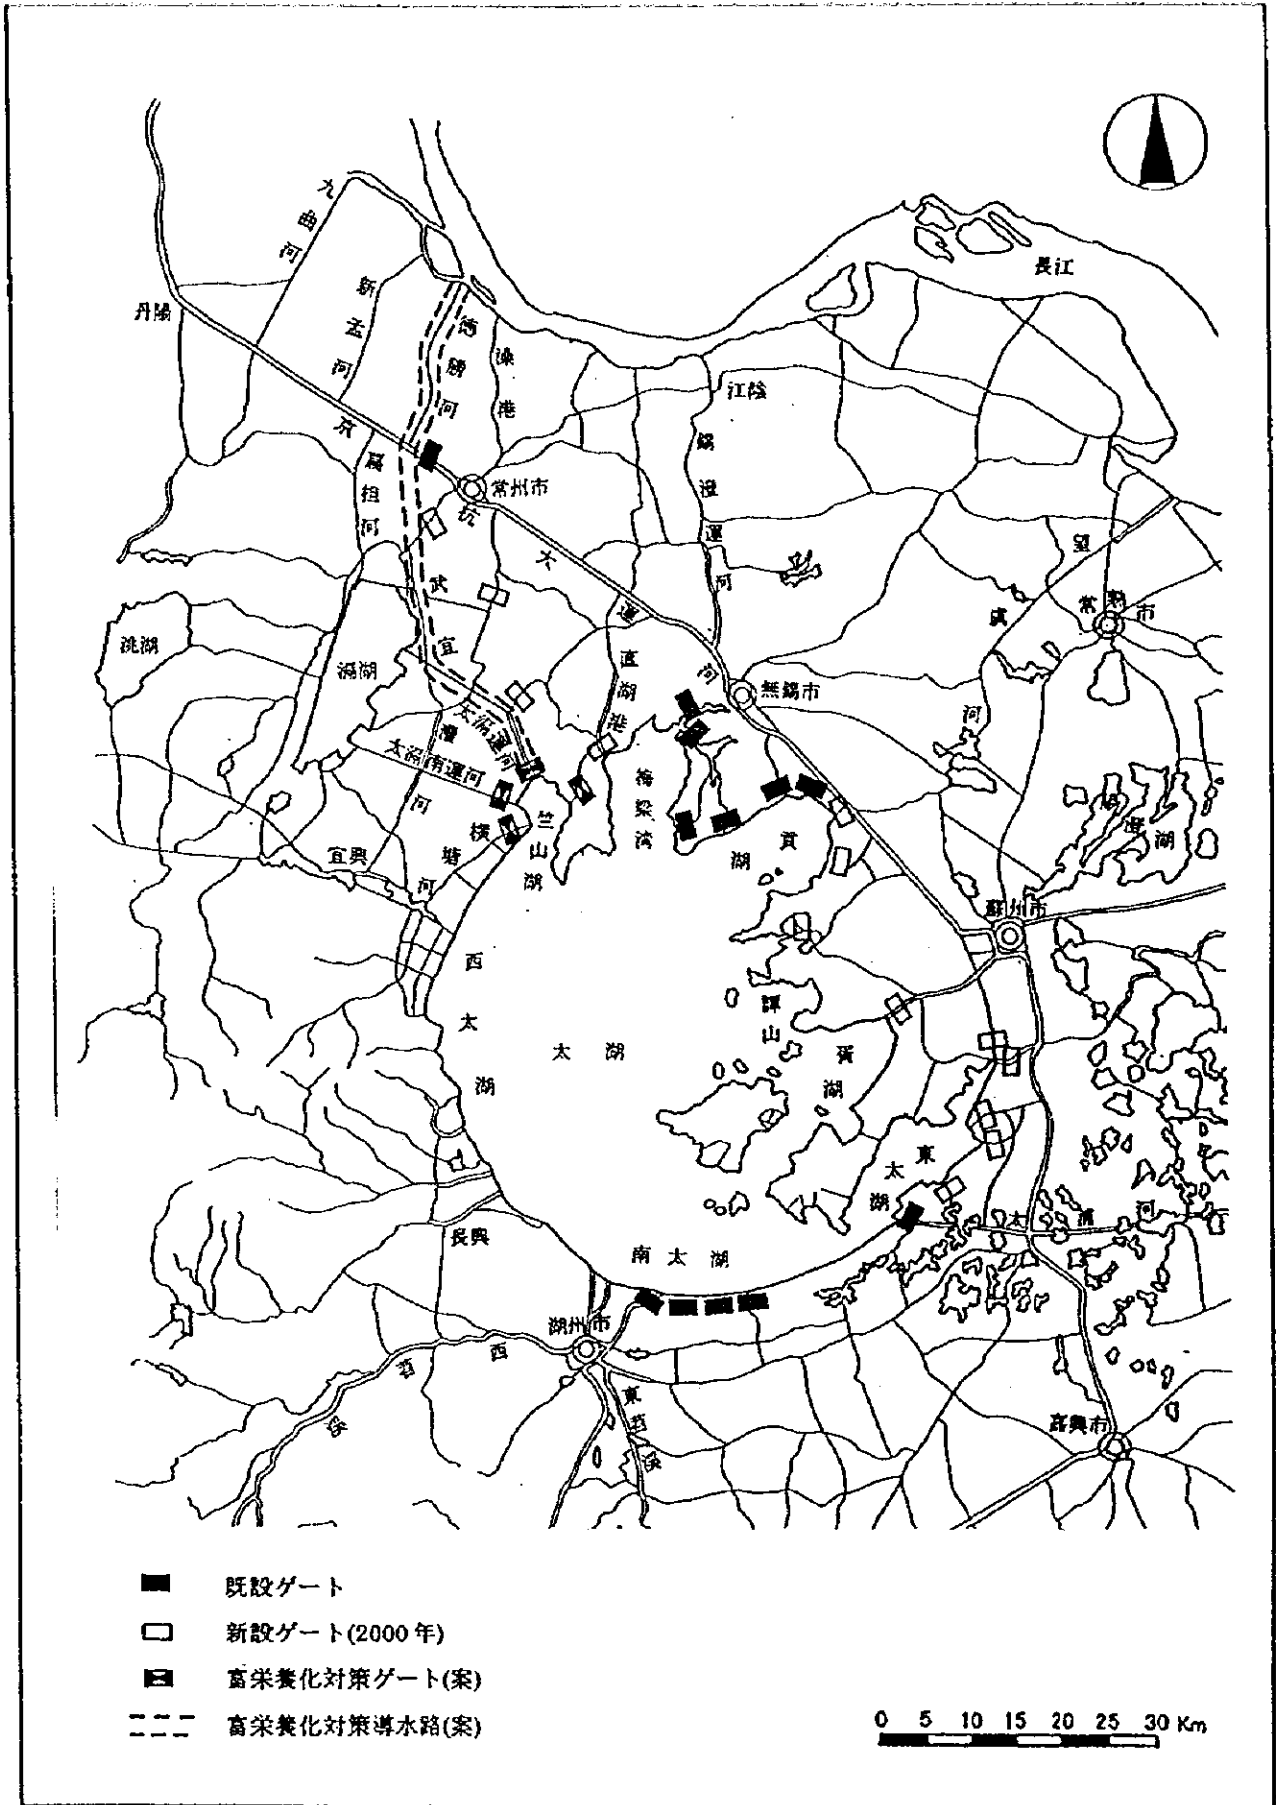 長江
九曲河
丹陽
新孟河
徳勝河
澡港
江陰
錫澄運河
京杭大運河
扁担河
常州市
武宜運河
洮湖
滆湖
太滆運河
太滆南運河
直湖港
無錫市
望虞河
常熟市
梅梁湾
竺山湖
貢湖
宜興
横塘河
陽澄湖
蘇州市
西太湖
太湖
譚山
胥湖
東太湖
太浦河
長興
南太湖
湖州市
西苕渓
東苕渓
嘉興市
既設ゲート
新設ゲート(2000年)
富栄養化対策ゲート(案)
富栄養化対策導水路(案)
0 5 10 15 20 25 30 Km